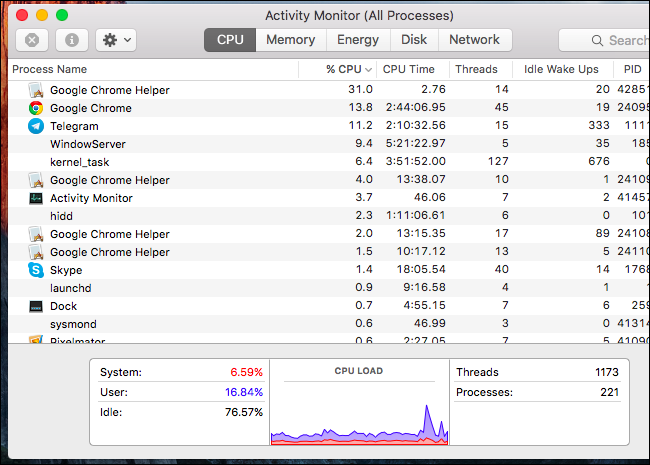 Activity Monitor (All Processes)
CPU Memory Energy Disk Network Search
Process Name % CPU CPU Time Threads Idle Wake Ups PID
Google Chrome Helper 31.0 2.76 14 20 42851
Google Chrome 13.8 2:44:06.95 45 19 24095
Telegram 11.2 2:10:32.56 15 333 1111
WindowServer 9.4 5:21:22.97 5 35 185
kernel_task 6.4 3:51:52.00 127 676 0
Google Chrome Helper 4.0 13:38.07 10 1 24109
Activity Monitor 3.7 46.06 7 2 41457
hidd 2.3 1:11:06.61 6 0 101
Google Chrome Helper 2.0 13:15.35 17 89 24108
Google Chrome Helper 1.5 10:17.12 13 5 24110
Skype 1.4 18:05.54 40 14 1768
launchd 0.9 9:16.58 4 1 1
Dock 0.7 4:55.15 7 6 259
sysmond 0.6 46.99 3 0 41314
Pixelmator 0.6 2:27.05 7 5 41090
System: 6.59% CPU LOAD Threads 1173
User: 16.84% Processes: 221
Idle: 76.57%